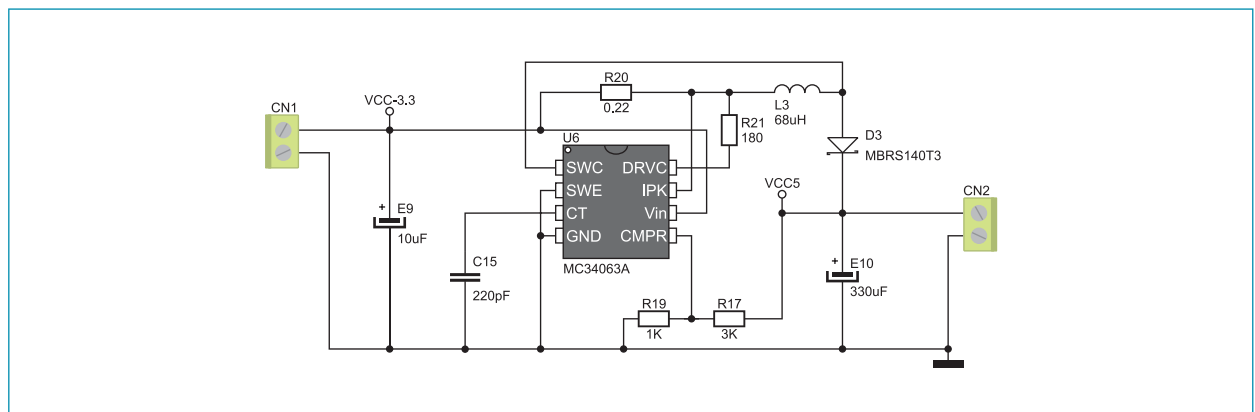 R20
0.22
CN1
VCC-3.3
L3
68uH
R21
180
U6
D3
MBRS140T3
SWC
DRVC
SWE
IPK
VCC5
CN2
CT
Vin
+
E9
10uF
GND
CMPR
C15
220pF
MC34063A
+
E10
330uF
R19
1K
R17
3K